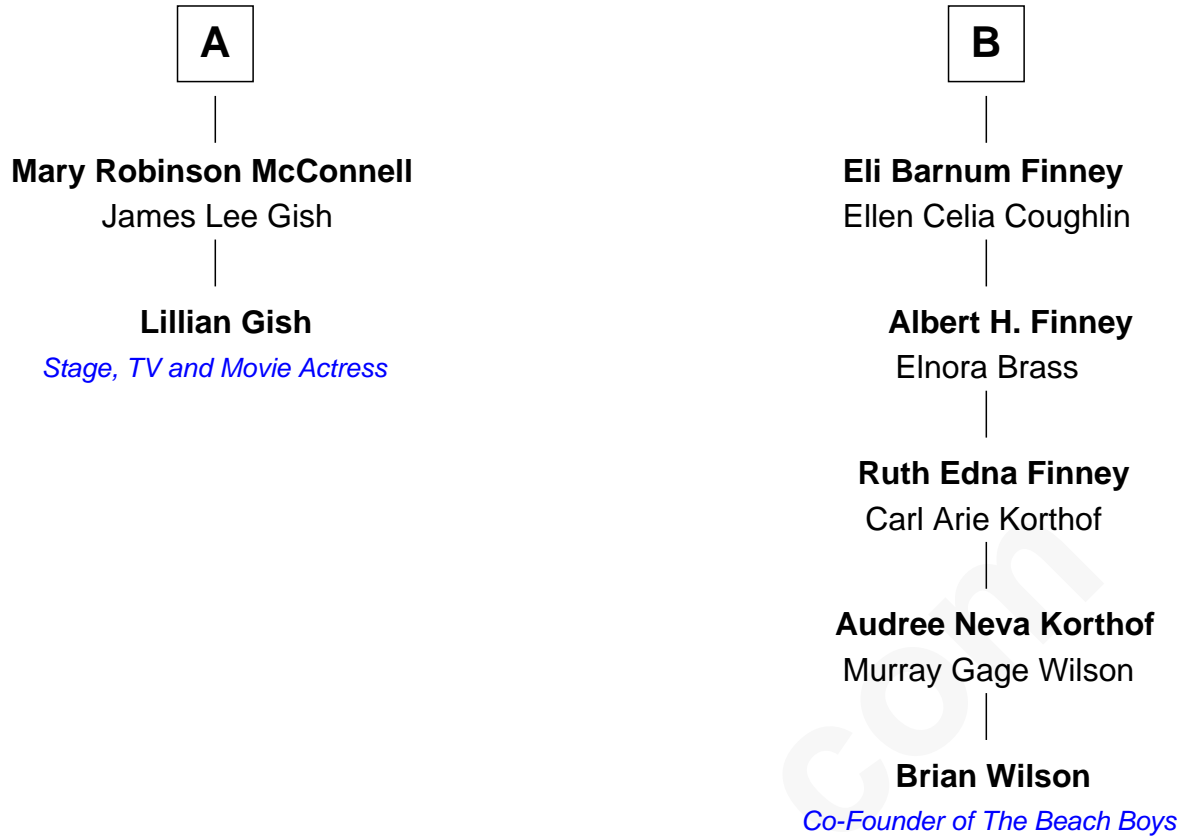 A
Mary Robinson McConnell
James Lee Gish
Lillian Gish
Stage, TV and Movie Actress
B
Eli Barnum Finney
Ellen Celia Coughlin
Albert H. Finney
Elnora Brass
Ruth Edna Finney
Carl Arie Korthof
Audree Neva Korthof
Murray Gage Wilson
Brian Wilson
Co-Founder of The Beach Boys
com